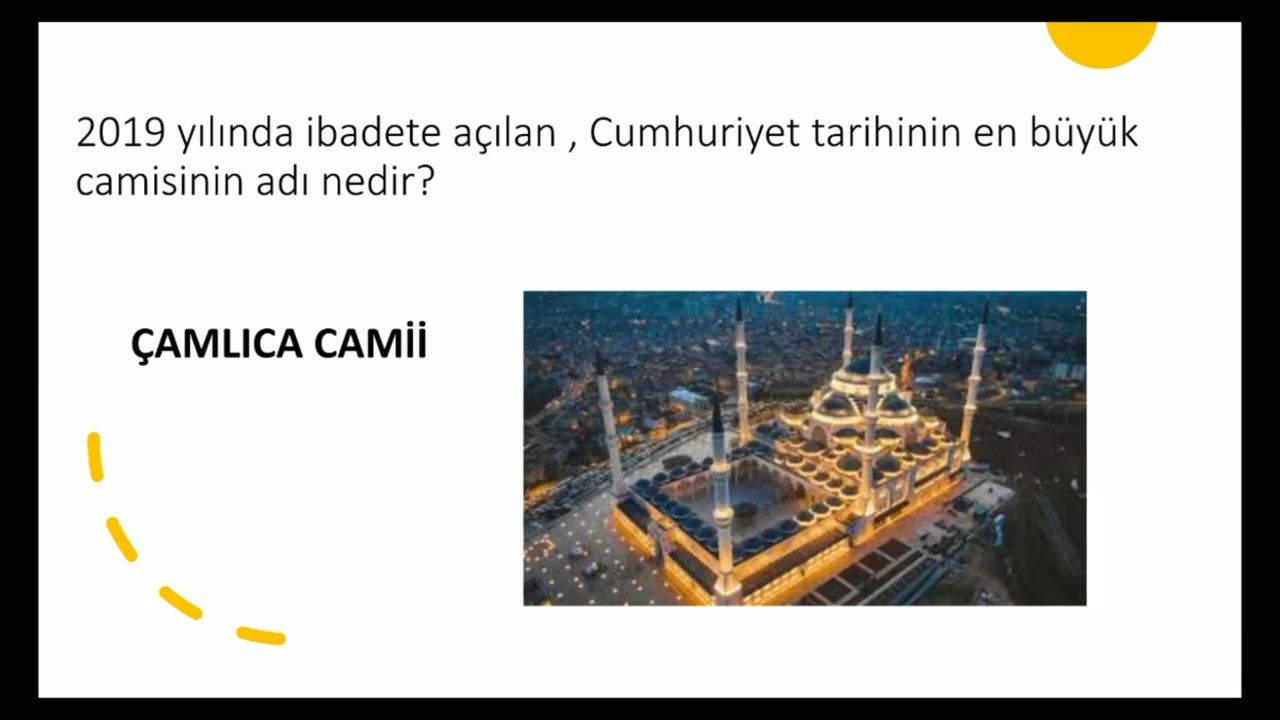 2019 yılında ibadete açılan , Cumhuriyet tarihinin en büyük
camisinin adı nedir?
ÇAMLICA CAMİİ